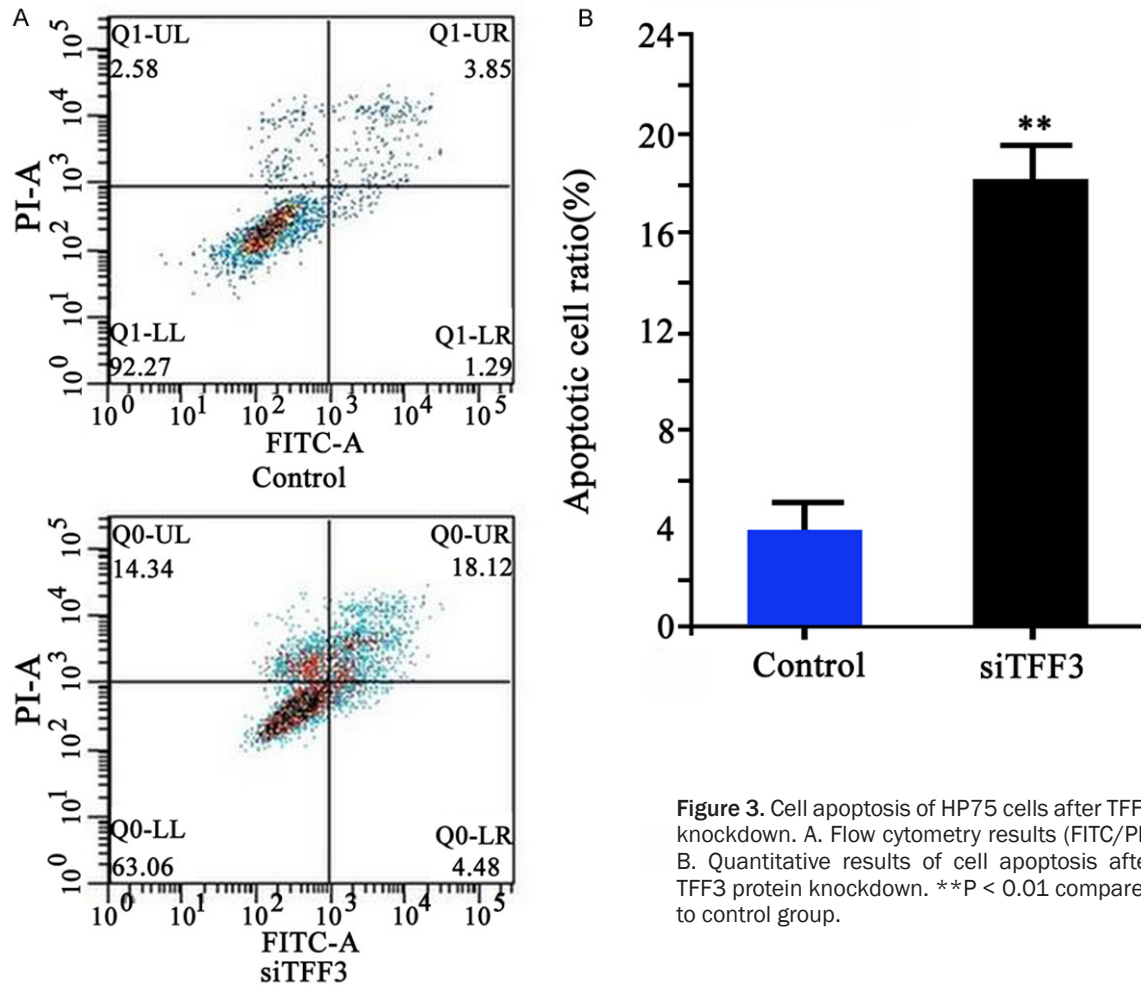 A
Q1-UL
2.58
Q1-UR
3.85
Q1-LL
92.27
Q1-LR
1.29
PI-A
10^5
10^4
10^3
10^2
10^1
10^0
10^0 10^1 10^2 10^3 10^4 10^5
FITC-A
Control
Q0-UL
14.34
Q0-UR
18.12
Q0-LL
63.06
Q0-LR
4.48
PI-A
10^5
10^4
10^3
10^2
10^1
10^0
10^0 10^1 10^2 10^3 10^4 10^5
FITC-A
siTFF3
B
Apoptotic cell ratio(%)
24
20
16
12
8
4
0
**
Control siTFF3
Figure 3. Cell apoptosis of HP75 cells after TFF
knockdown. A. Flow cytometry results (FITC/PI
B. Quantitative results of cell apoptosis afte
TFF3 protein knockdown. **P < 0.01 compare
to control group.